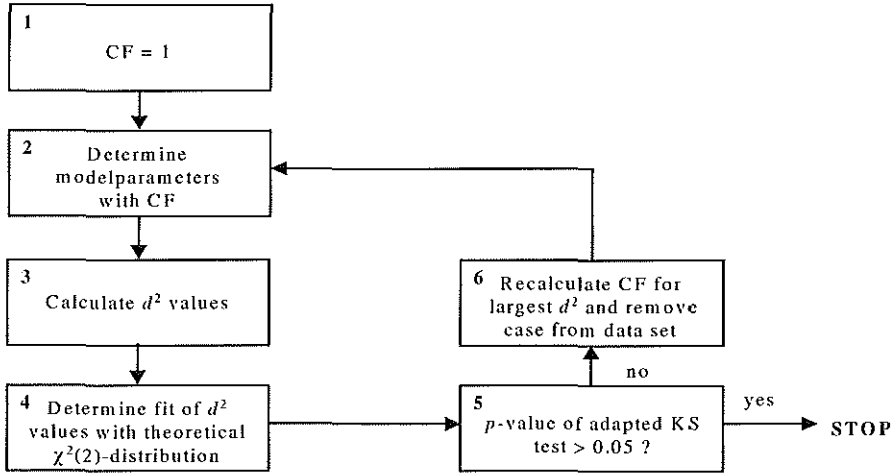 1
CF = 1
2
Determine
modelparameters
with CF
3
Calculate d² values
4
Determine fit of d²
values with theoretical
χ²(2)-distribution
5
p-value of adapted KS
test > 0.05 ?
no
yes
STOP
6
Recalculate CF for
largest d² and remove
case from data set